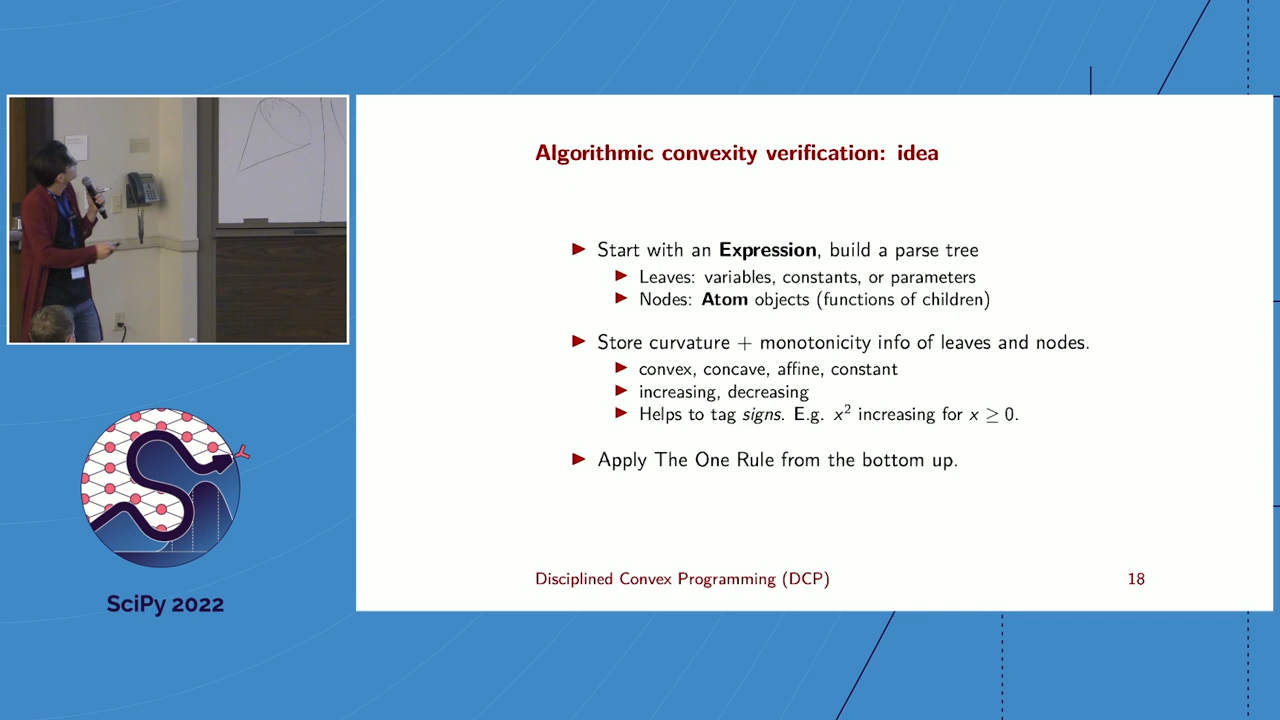 Algorithmic convexity verification: idea
▶ Start with an Expression, build a parse tree
▶ Leaves: variables, constants, or parameters
▶ Nodes: Atom objects (functions of children)
▶ Store curvature + monotonicity info of leaves and nodes.
▶ convex, concave, affine, constant
▶ increasing, decreasing
▶ Helps to tag signs. E.g. x² increasing for x ≥ 0.
▶ Apply The One Rule from the bottom up.
Disciplined Convex Programming (DCP) 18
SciPy 2022